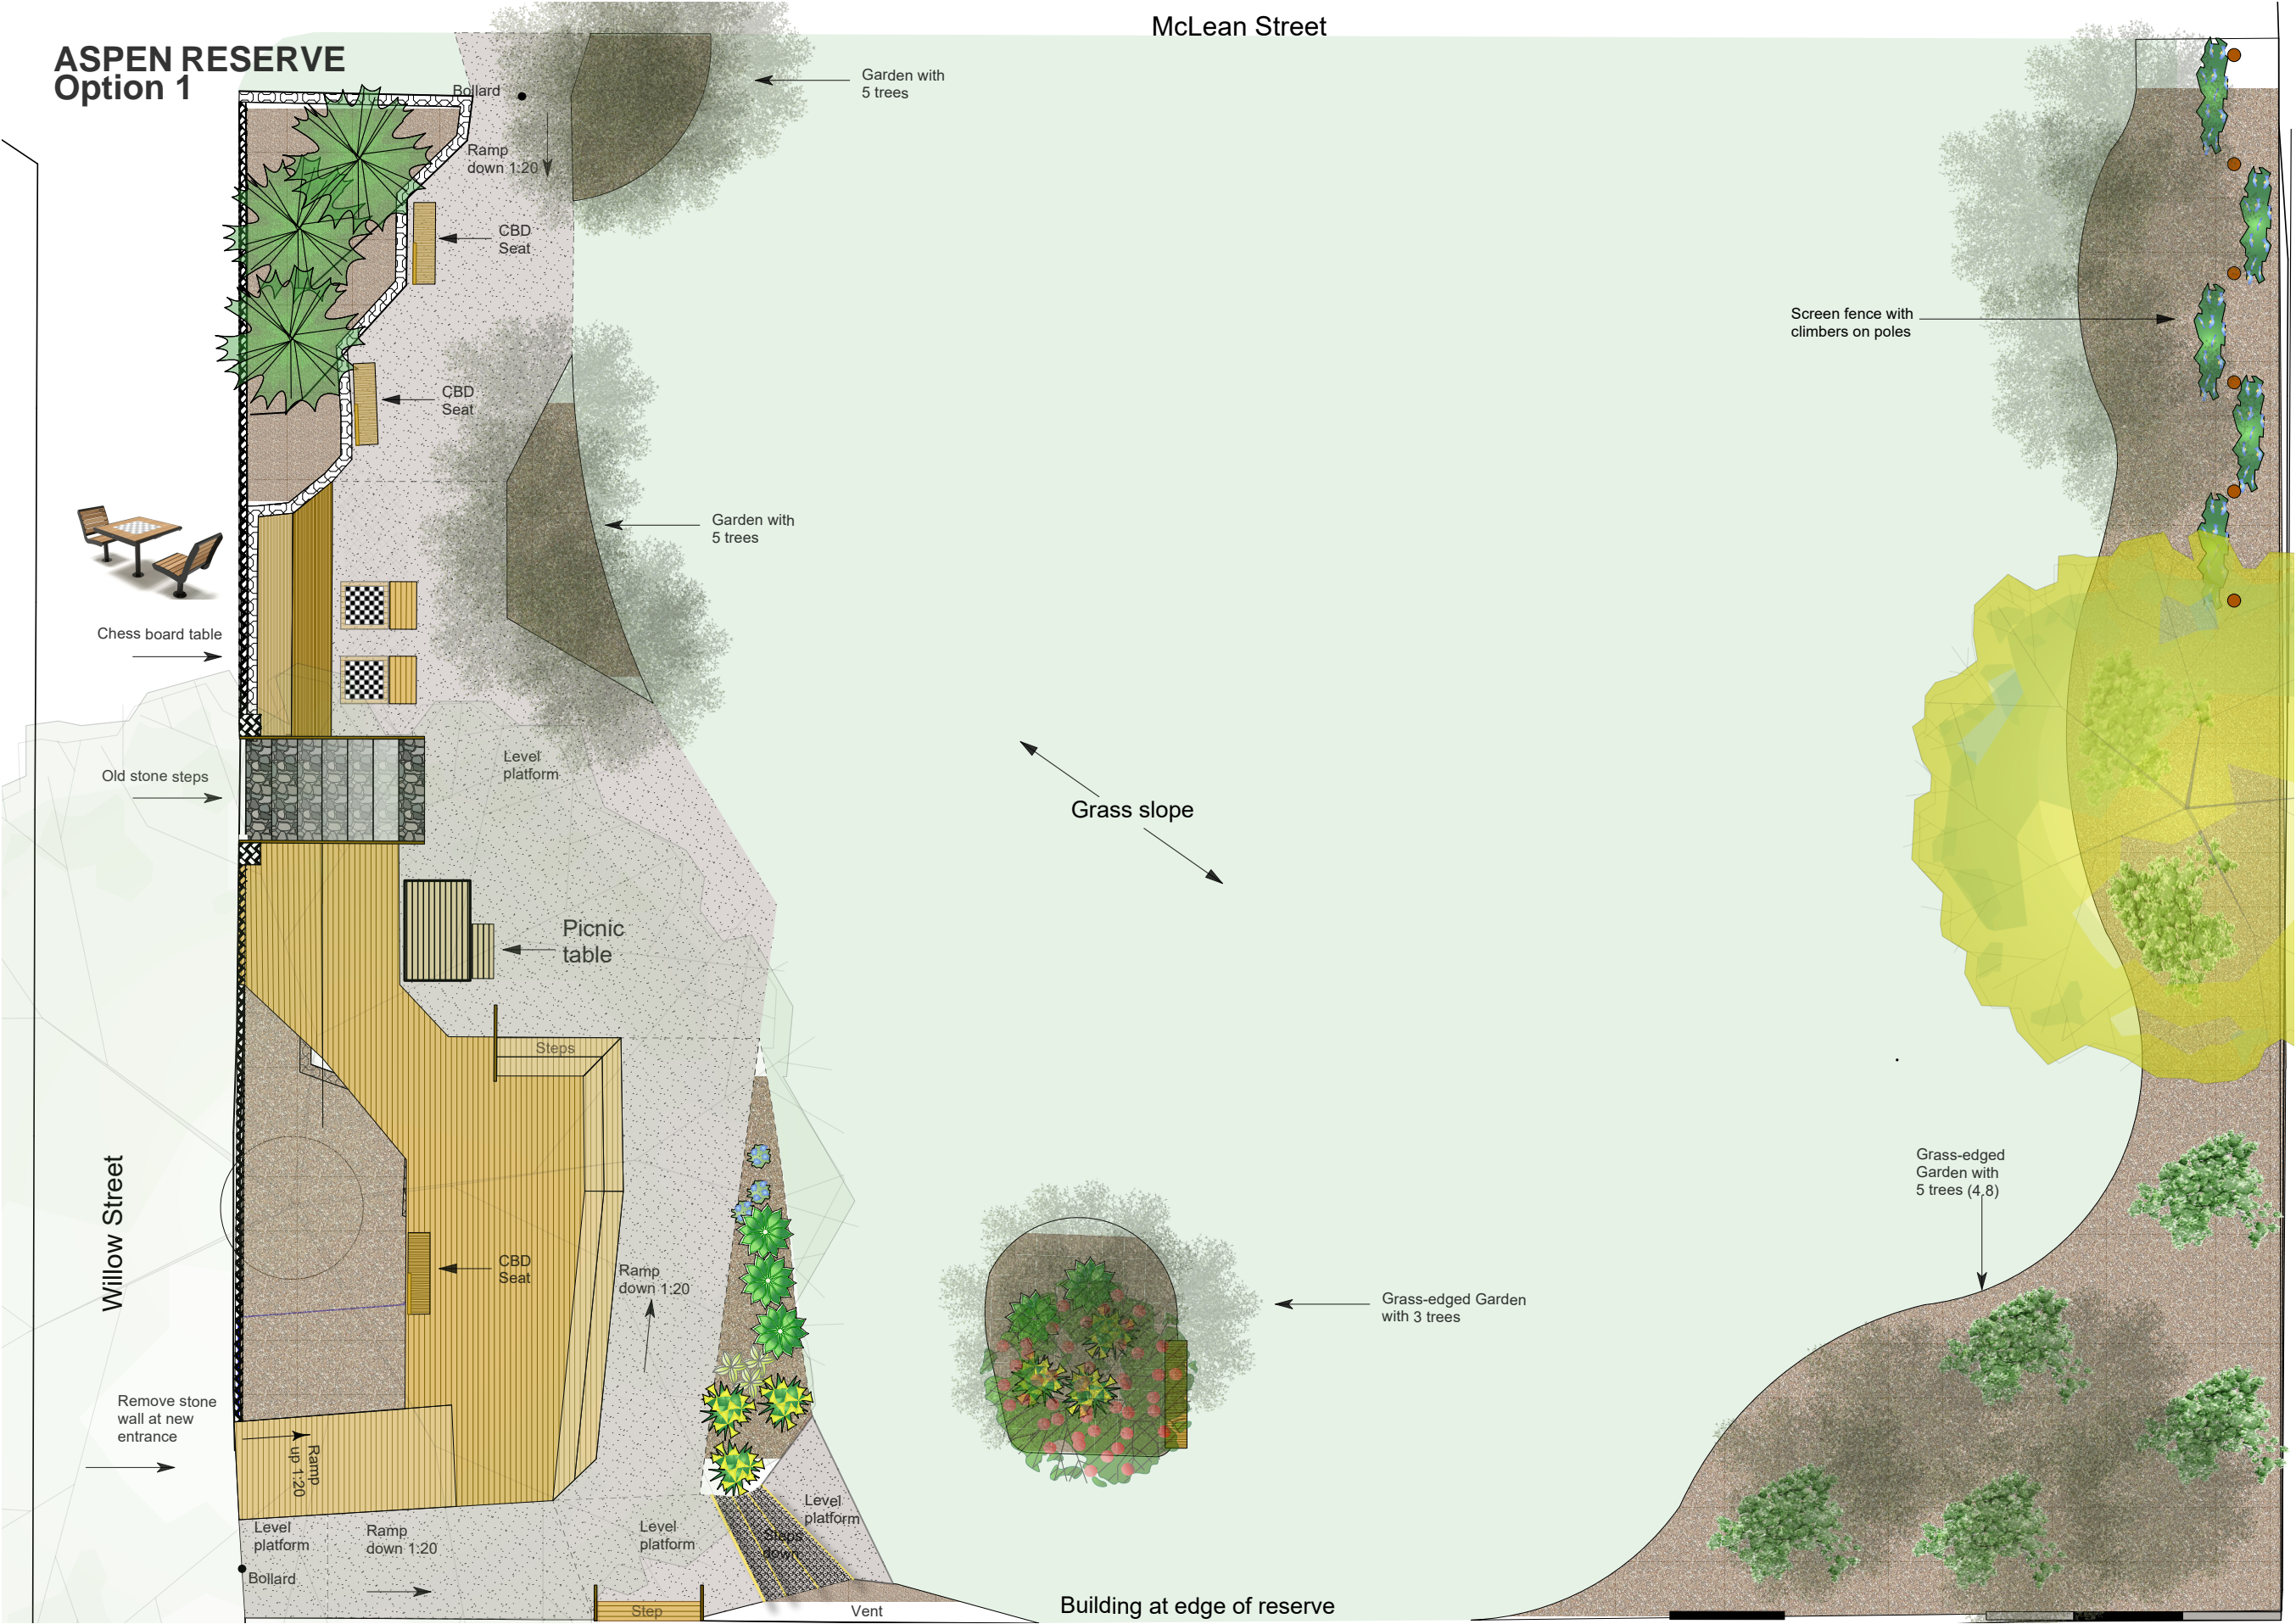 McLean Street
ASPEN RESERVE
Option 1
Bollard
Garden with
5 trees
Ramp
down 1:20
CBD
Seat
Screen fence with
climbers on poles
CBD
Seat
Garden with
5 trees
Chess board table
Level
platform
Old stone steps
Grass slope
Picnic
table
Steps
Grass-edged
Garden with
5 trees (4,8)
Willow Street
CBD
Seat
Ramp
down 1:20
Grass-edged Garden
with 3 trees
Remove stone
wall at new
entrance
Ramp
up 1:20
Level
platform
Ramp
down 1:20
Level
platform
Level
platform
Steps
down
Bollard
Step
Vent
Building at edge of reserve